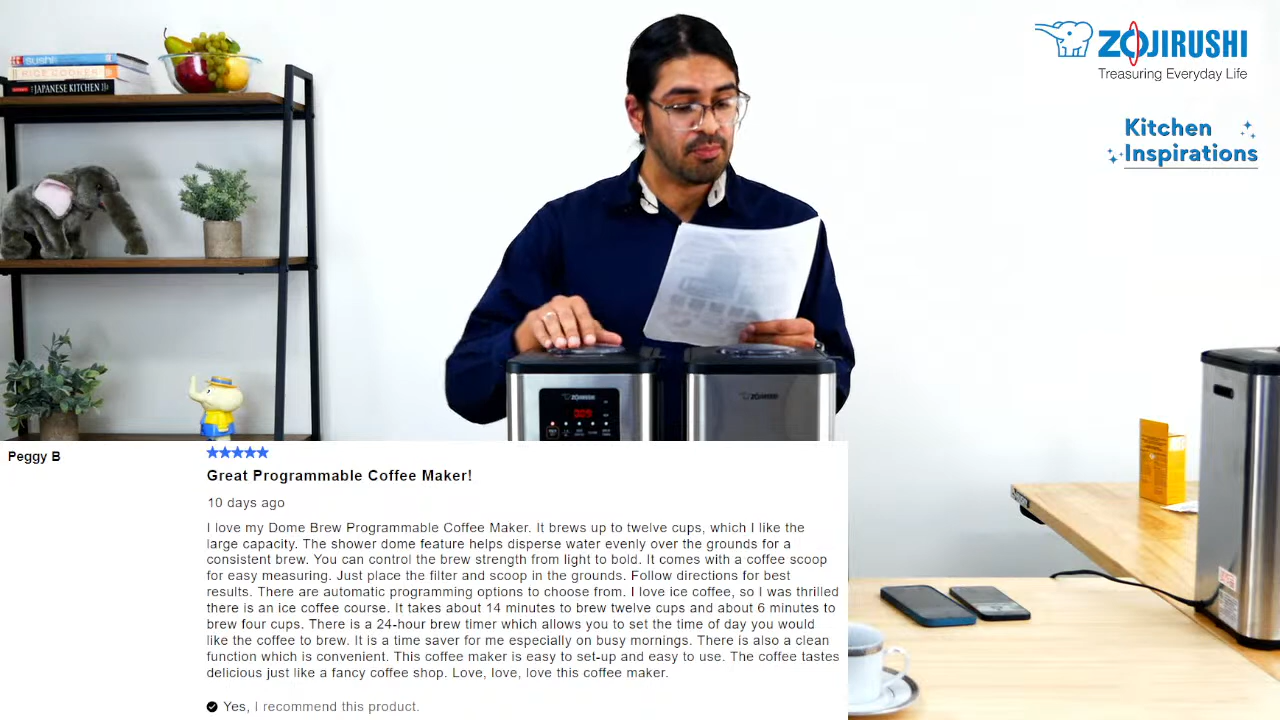 sushi
RICE COOKER
JAPANESE KITCHEN
ZOJIRUSHI
Treasuring Everyday Life
Kitchen
Inspirations
ZOJIRUSHI
ZOJIRUSHI
Peggy B
Great Programmable Coffee Maker!
10 days ago
I love my Dome Brew Programmable Coffee Maker. It brews up to twelve cups, which I like the
large capacity. The shower dome feature helps disperse water evenly over the grounds for a
consistent brew. You can control the brew strength from light to bold. It comes with a coffee scoop
for easy measuring. Just place the filter and scoop in the grounds. Follow directions for best
results. There are automatic programming options to choose from. I love ice coffee, so I was thrilled
there is an ice coffee course. It takes about 14 minutes to brew twelve cups and about 6 minutes to
brew four cups. There is a 24-hour brew timer which allows you to set the time of day you would
like the coffee to brew. It is a time saver for me especially on busy mornings. There is also a clean
function which is convenient. This coffee maker is easy to set-up and easy to use. The coffee tastes
delicious just like a fancy coffee shop. Love, love, love this coffee maker.
Yes, I recommend this product.